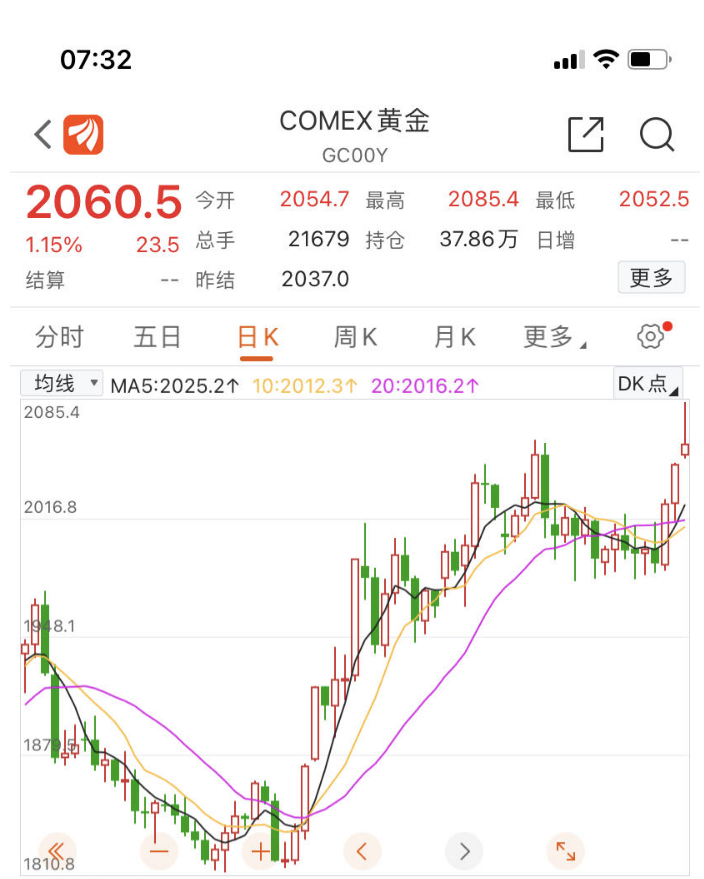 07:32
COMEX黄金
GC00Y
2060.5 今开 2054.7 最高 2085.4 最低 2052.5
1.15% 23.5 总手 21679 持仓 37.86万 日增 --
结算 -- 昨结 2037.0 更多
分时 五日 日K 周K 月K 更多
均线 MA5:2025.2↑ 10:2012.3↑ 20:2016.2↑ DK点
2085.4
2016.8
1948.1
1879.5
1810.8